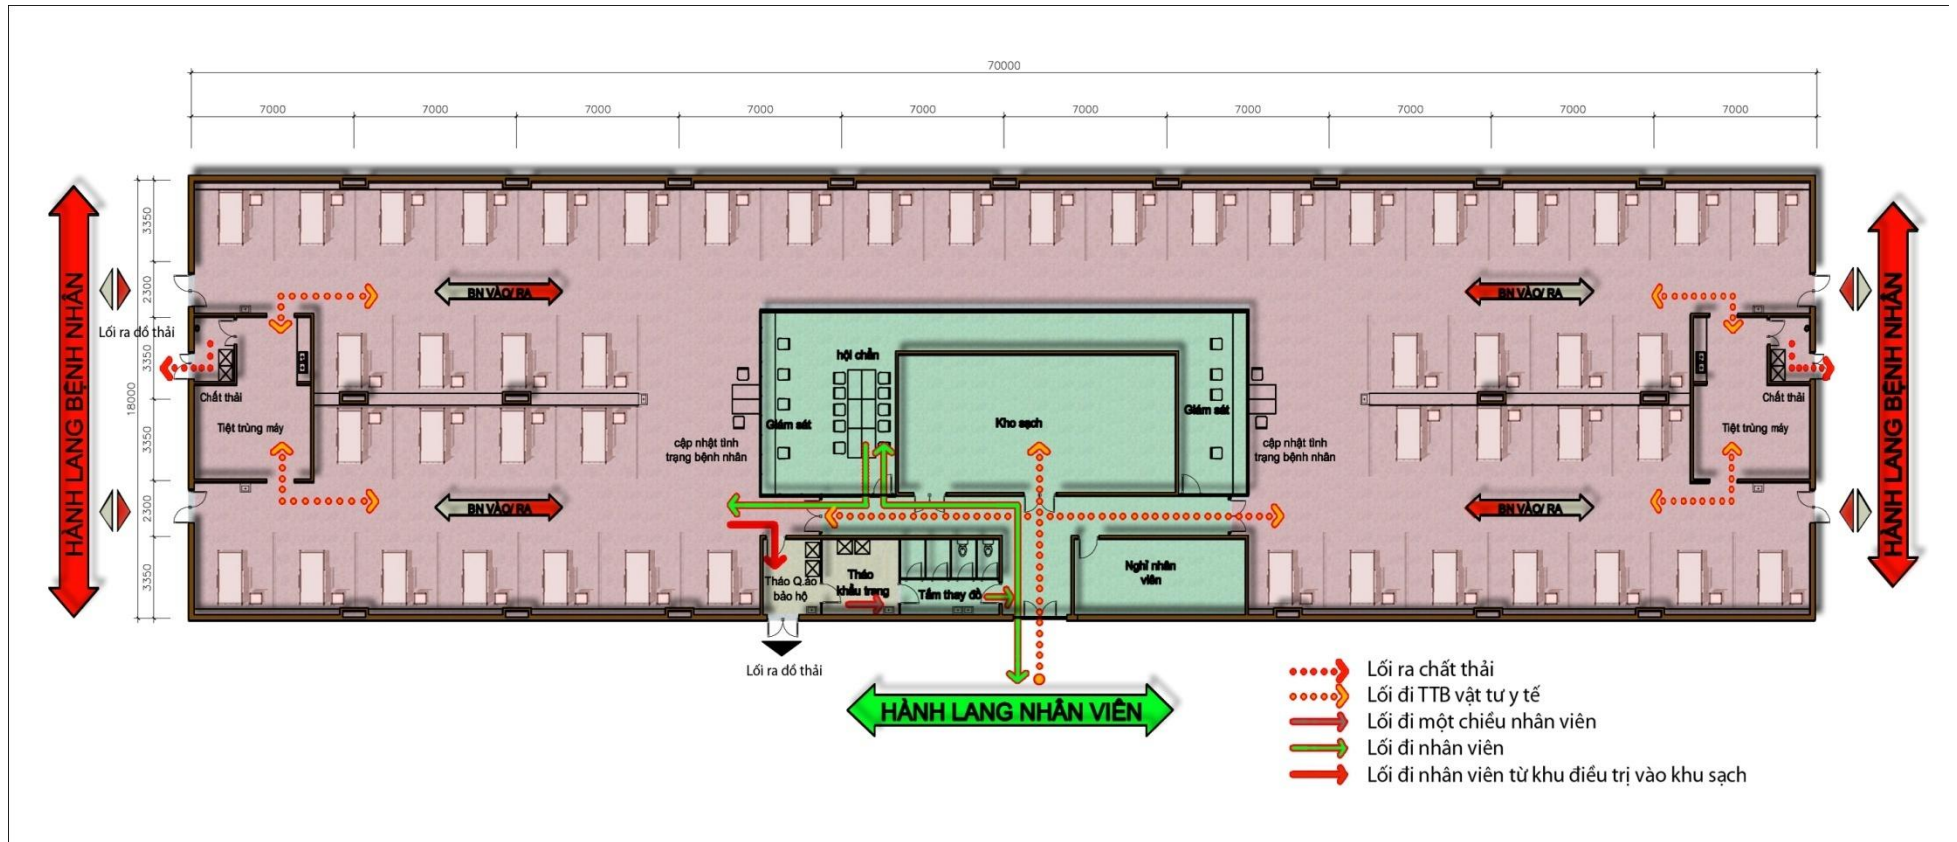 70000
7000
7000
7000
7000
7000
7000
7000
7000
7000
7000
3350
2300
3350
18000
3350
2300
3350
HÀNH LANG BỆNH NHÂN
HÀNH LANG BỆNH NHÂN
BN VÀO/ RA
BN VÀO/ RA
Lối ra đồ thải
Chất thải
Tiệt trùng máy
hội chẩn
Giám sát
Kho sạch
Giám sát
Chất thải
Tiệt trùng máy
cập nhật tình
trạng bệnh nhân
cập nhật tình
trạng bệnh nhân
BN VÀO/ RA
BN VÀO/ RA
Tháo Q.áo
bảo hộ
Tháo
khẩu trang
Tắm thay đồ
Nghỉ nhân
viên
Lối ra đồ thải
HÀNH LANG NHÂN VIÊN
Lối ra chất thải
Lối đi TTB vật tư y tế
Lối đi một chiều nhân viên
Lối đi nhân viên
Lối đi nhân viên từ khu điều trị vào khu sạch